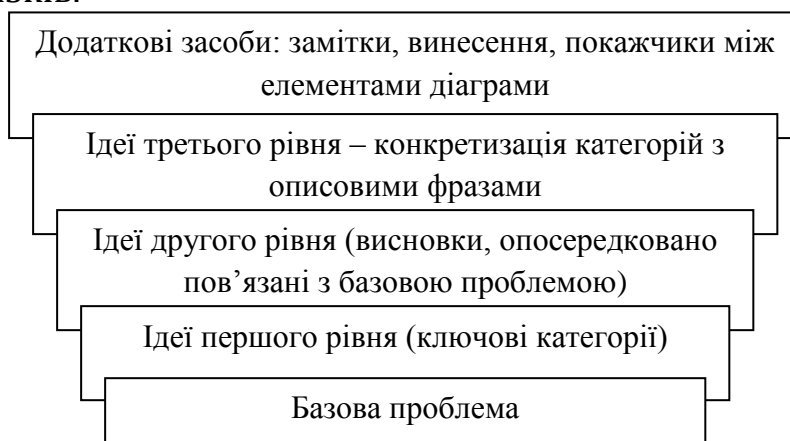 Додаткові засоби: замітки, винесення, покажчики між
елементами діаграми
Ідеї третього рівня – конкретизація категорій з
описовими фразами
Ідеї другого рівня (висновки, опосередковано
пов’язані з базовою проблемою)
Ідеї першого рівня (ключові категорії)
Базова проблема